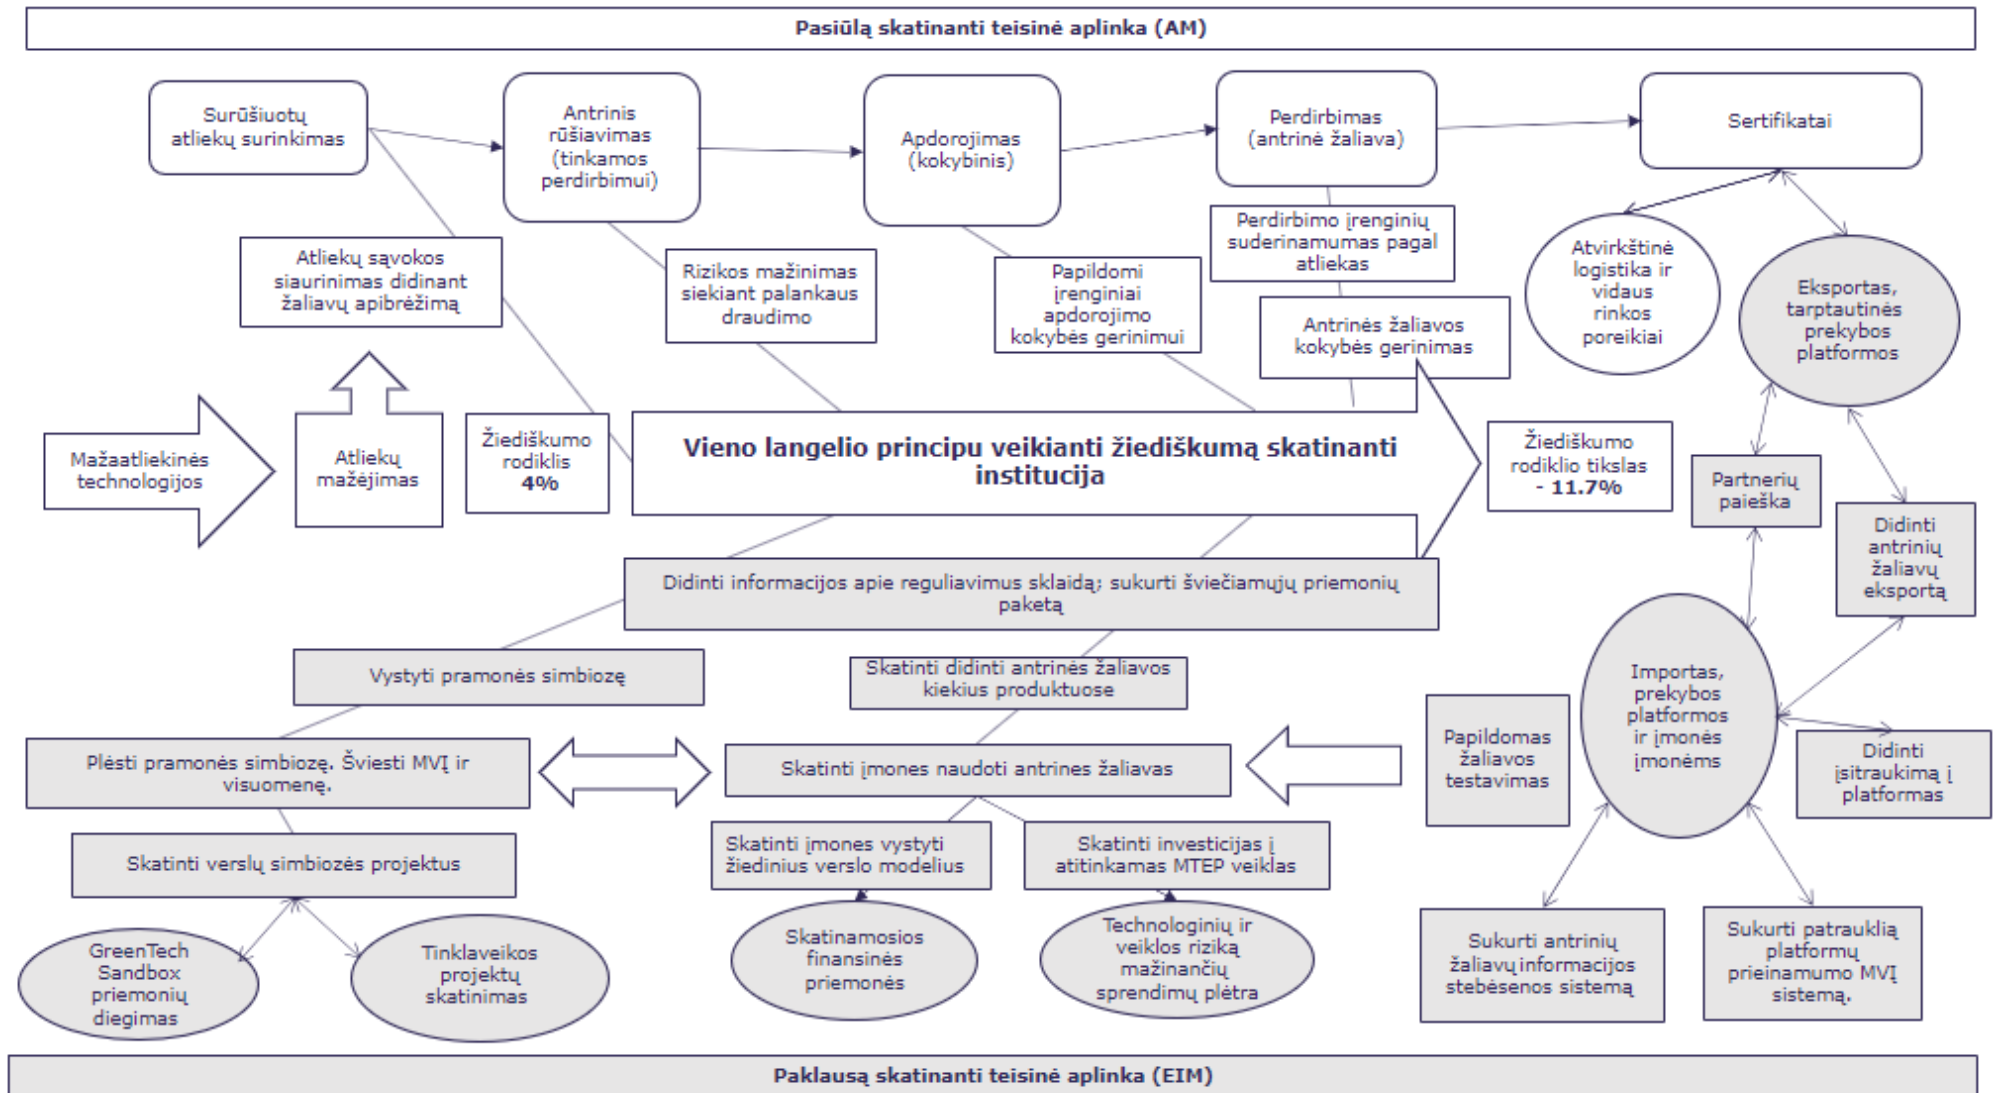 Pasiūlą skatinanti teisinė aplinka (AM)
Surūšiuotų
atliekų surinkimas
Antrinis
rūšiavimas
(tinkamos
perdirbimui)
Apdorojimas
(kokybinis)
Perdirbimas
(antrinė žaliava)
Sertifikatai
Atliekų sąvokos
siaurinimas didinant
žaliavų apibrėžimą
Rizikos mažinimas
siekiant palankaus
draudimo
Papildomi
įrenginiai
apdorojimo
kokybės gerinimui
Perdirbimo įrenginių
suderinamumas pagal
atliekas
Antrinės žaliavos
kokybės gerinimas
Atvirkštinė
logistika ir
vidaus
rinkos
poreikiai
Eksportas,
tarptautinės
prekybos
platformos
Mažaatliekinės
technologijos
Atliekų
mažėjimas
Žiediškumo
rodiklis
4%
Vieno langelio principu veikianti žiediškumą skatinanti
institucija
Žiediškumo
rodiklio tikslas
- 11.7%
Partnerių
paieška
Didinti
antrinių
žaliavų
eksportą
Didinti informacijos apie reguliavimus sklaidą; sukurti šviečiamųjų priemonių
paketą
Vystyti pramonės simbiozę
Skatinti didinti antrinės žaliavos
kiekius produktuose
Importas,
prekybos
platformos
ir įmonės
įmonėms
Plėsti pramonės simbiozę. Šviesti MVĮ ir
visuomenę.
Skatinti įmones naudoti antrines žaliavas
Papildomas
žaliavos
testavimas
Didinti
įsitraukimą į
platformas
Skatinti verslų simbiozės projektus
Skatinti įmones vystyti
žiedinius verslo modelius
Skatinti investicijas į
atitinkamas MTEP veiklas
GreenTech
Sandbox
priemonių
diegimas
Tinklaveikos
projektų
skatinimas
Skatinamosios
finansinės
priemonės
Technologinių ir
veiklos riziką
mažinančių
sprendimų plėtra
Sukurti antrinių
žaliavų informacijos
stebėsenos sistemą
Sukurti patrauklią
platformų
prieinamumo MVĮ
sistemą.
Paklausą skatinanti teisinė aplinka (EIM)